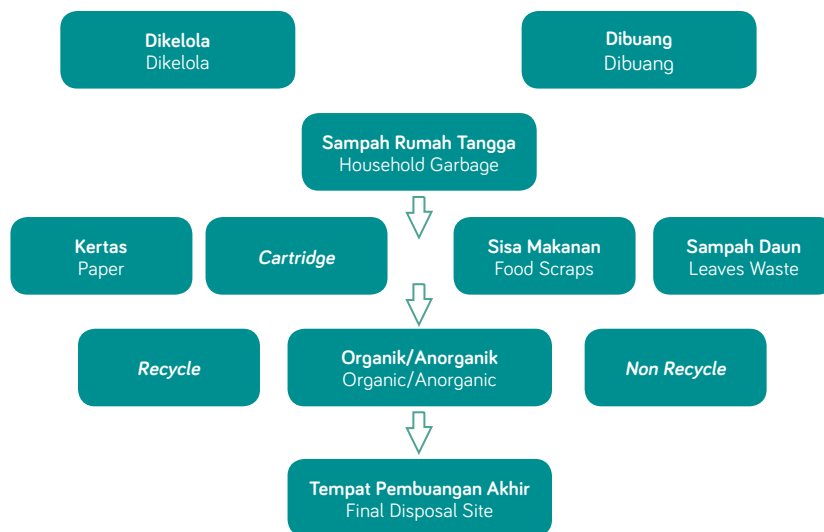 Dikelola
Dikelola
Dibuang
Dibuang
Sampah Rumah Tangga
Household Garbage
Kertas
Paper
Cartridge
Sisa Makanan
Food Scraps
Sampah Daun
Leaves Waste
Recycle
Organik/Anorganik
Organic/Anorganic
Non Recycle
Tempat Pembuangan Akhir
Final Disposal Site